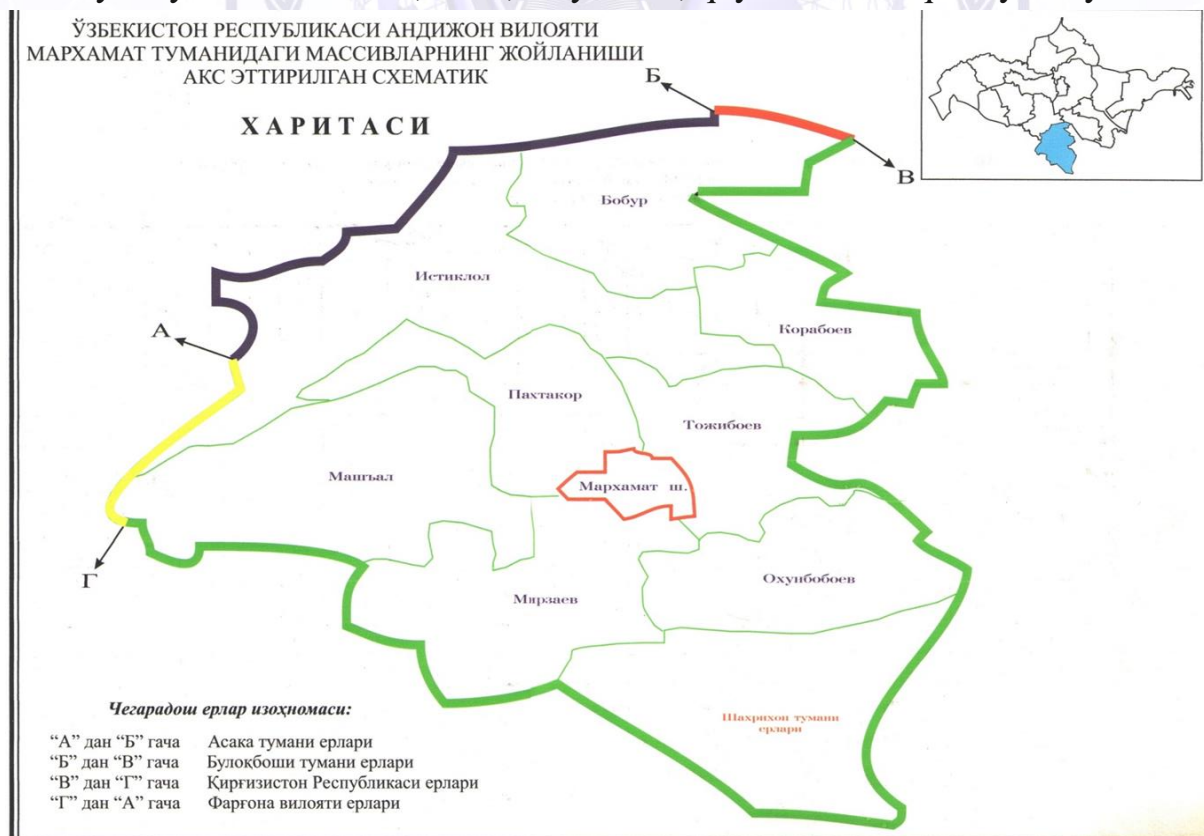 ЎЗБЕКИСТОН РЕСПУБЛИКАСИ АНДИЖОН ВИЛОЯТИ
МАРХАМАТ ТУМАНИДАГИ МАССИВЛАРНИНГ ЖОЙЛАНИШИ
АКС ЭТТИРИЛГАН СХЕМАТИК
ХАРИТАСИ
Б
В
Бобур
Истиклол
А
Корабоев
Пахтакор
Тожибоев
Машъал
Мархамат ш.
Г
Охунбобоев
Мирзаев
Шахрихон тумани
ерлари
Чегарадош ерлар изоҳномаси:
“А” дан “Б” гача Асака тумани ерлари
“Б” дан “В” гача Булоқбоши тумани ерлари
“В” дан “Г” гача Қирғизистон Республикаси ерлари
“Г” дан “А” гача Фарғона вилояти ерлари